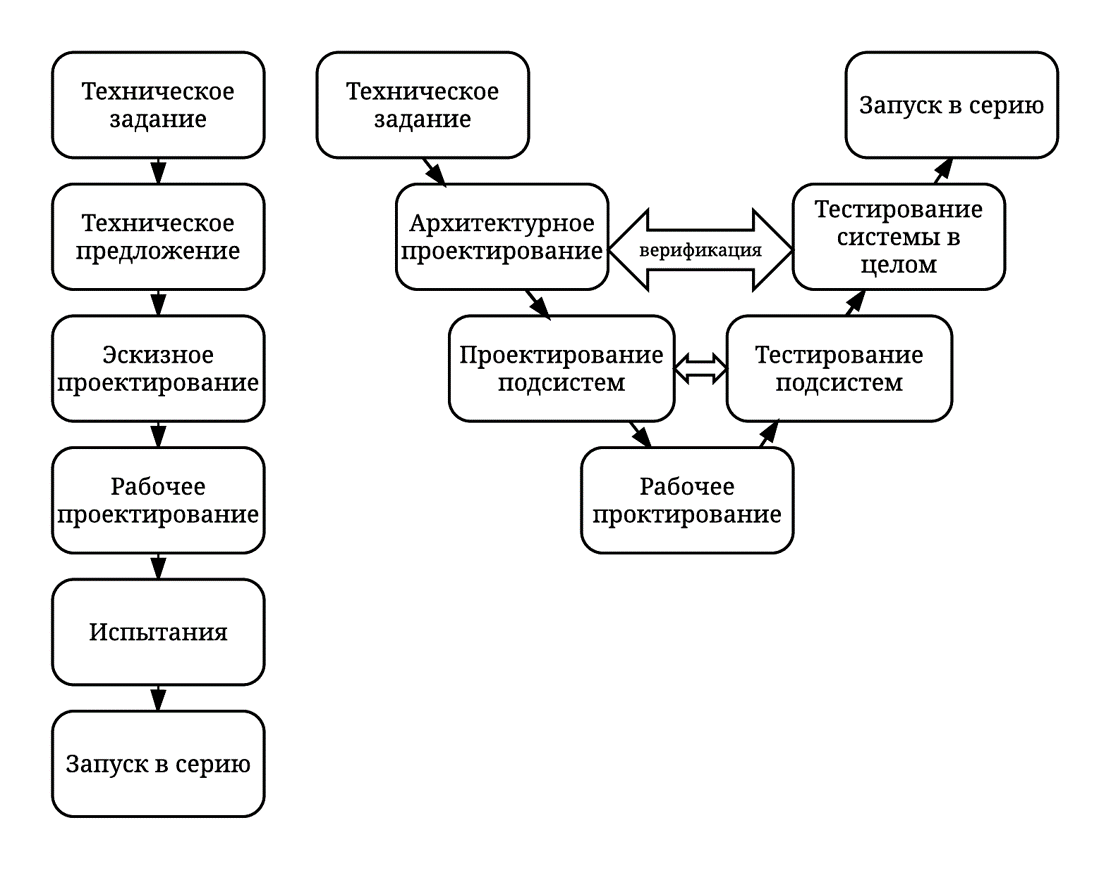 Техническое
задание
Техническое
предложение
Эскизное
проектирование
Рабочее
проектирование
Испытания
Запуск в серию
Техническое
задание
Архитектурное
проектирование
верификация
Проектирование
подсистем
Рабочее
проктирование
Тестирование
подсистем
Тестирование
системы в
целом
Запуск в серию